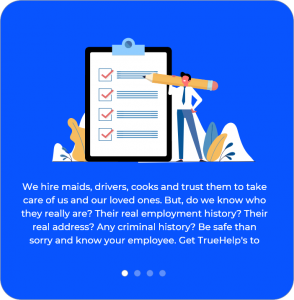 We hire maids, drivers, cooks and trust them to take
care of us and our loved ones. But, do we know who
they really are? Their real employment history? Their
real address? Any criminal history? Be safe than
sorry and know your employee. Get TrueHelp's to